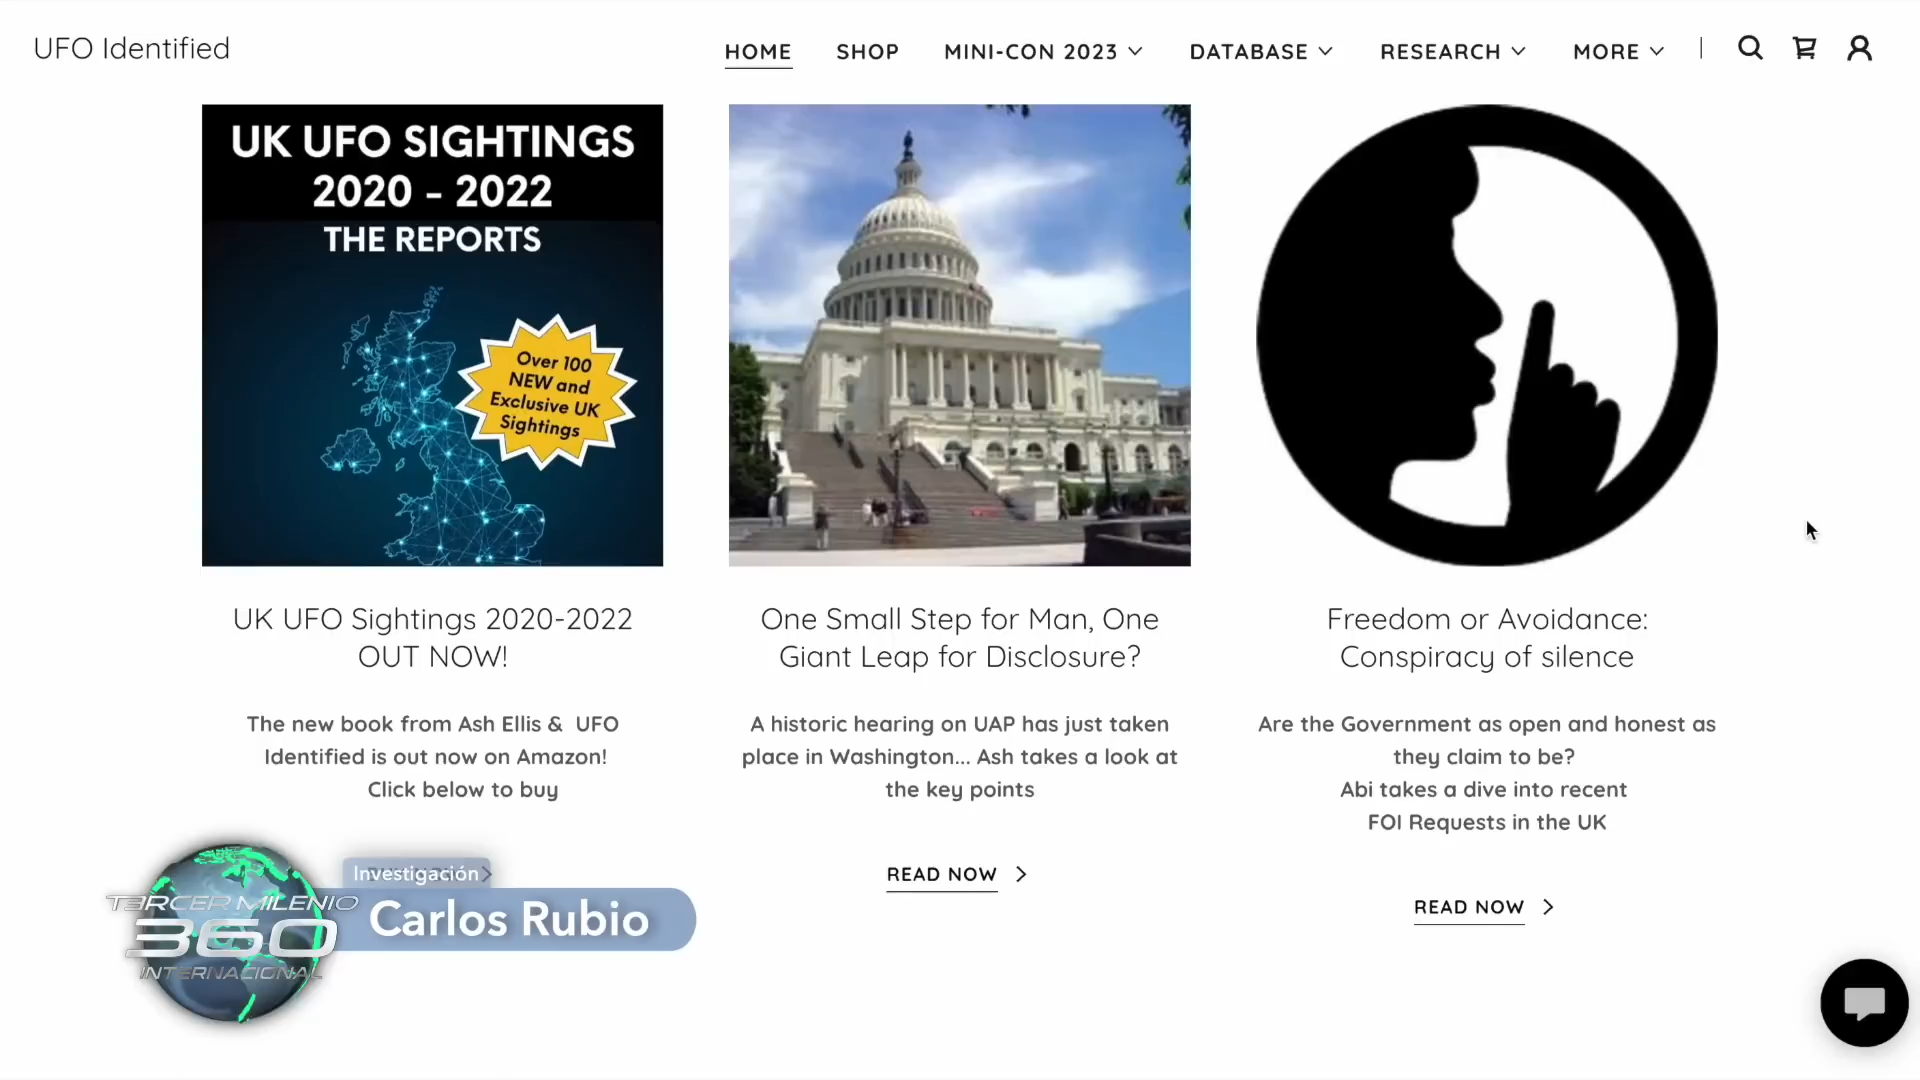 UFO Identified
HOME SHOP MINI-CON 2023 DATABASE RESEARCH MORE
UK UFO SIGHTINGS
2020 - 2022
THE REPORTS
Over 100
NEW and
Exclusive UK
Sightings
UK UFO Sightings 2020-2022
OUT NOW!
The new book from Ash Ellis & UFO
Identified is out now on Amazon!
Click below to buy
One Small Step for Man, One
Giant Leap for Disclosure?
A historic hearing on UAP has just taken
place in Washington... Ash takes a look at
the key points
READ NOW
Freedom or Avoidance:
Conspiracy of silence
Are the Government as open and honest as
they claim to be?
Abi takes a dive into recent
FOI Requests in the UK
READ NOW
TERCER MILENIO
360
INTERNACIONAL
Investigación
Carlos Rubio